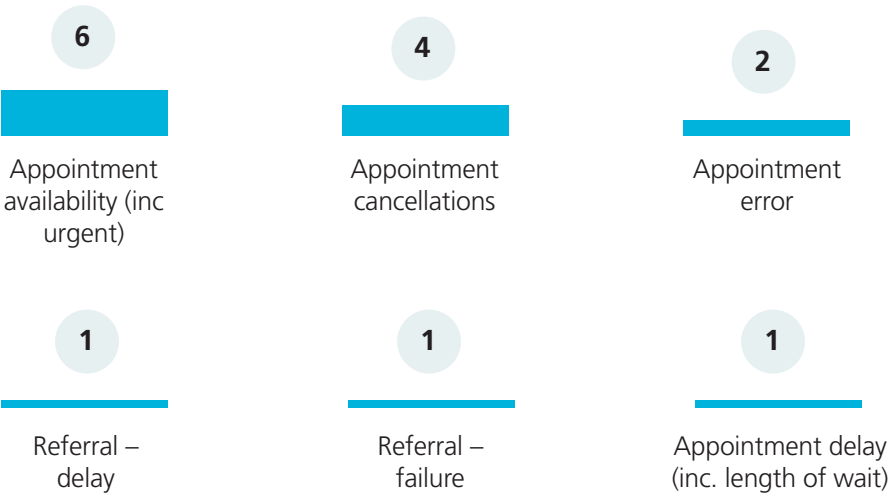 6
4
2
Appointment
availability (inc
urgent)
Appointment
cancellations
Appointment
error
1
1
1
Referral –
delay
Referral –
failure
Appointment delay
(inc. length of wait)